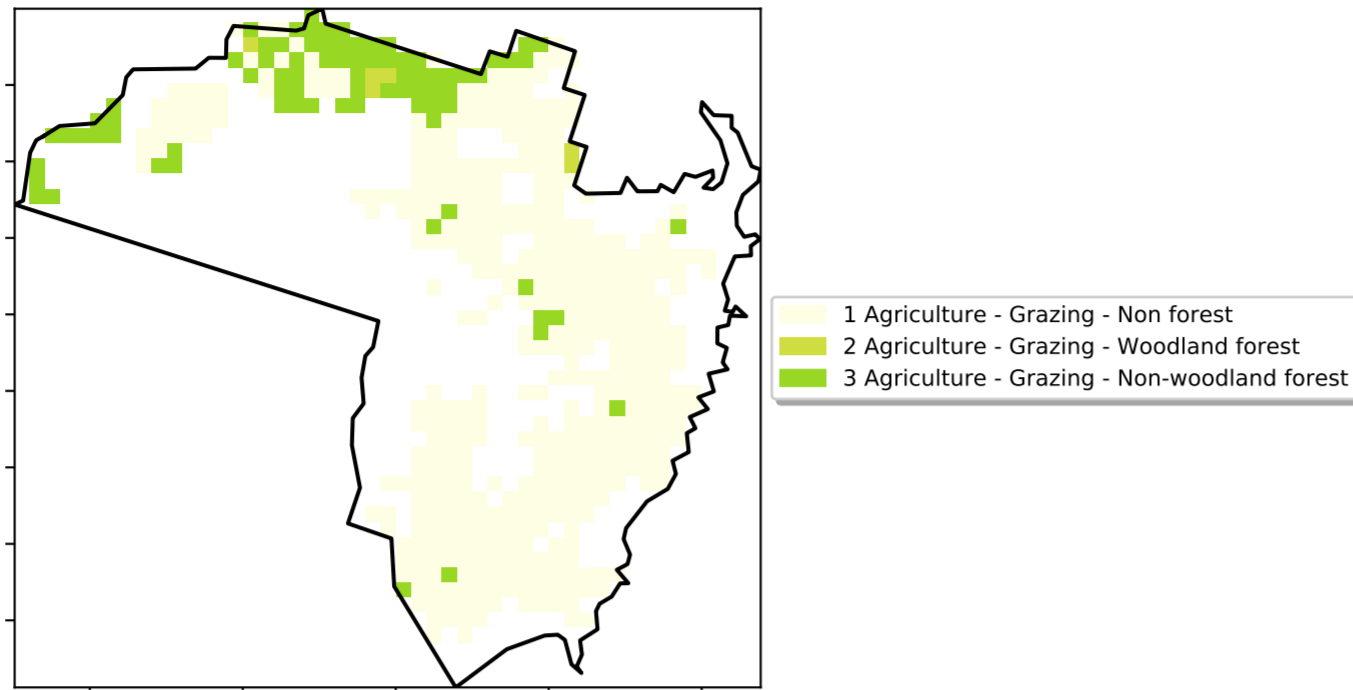 1 Agriculture - Grazing - Non forest
2 Agriculture - Grazing - Woodland forest
3 Agriculture - Grazing - Non-woodland forest